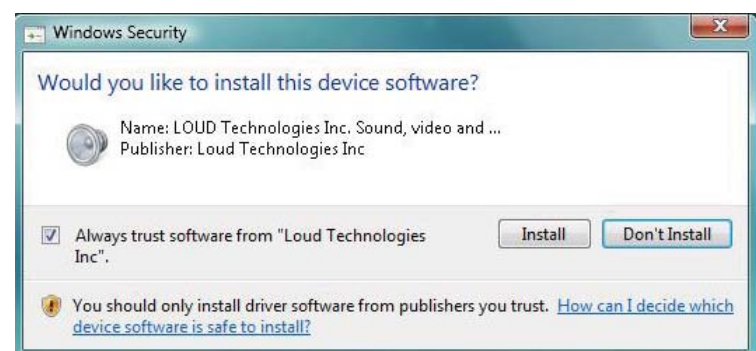 Windows Security
Would you like to install this device software?
Name: LOUD Technologies Inc. Sound, video and ...
Publisher: Loud Technologies Inc
Always trust software from "Loud Technologies
Inc".
Install
Don't Install
You should only install driver software from publishers you trust. How can I decide which
device software is safe to install?